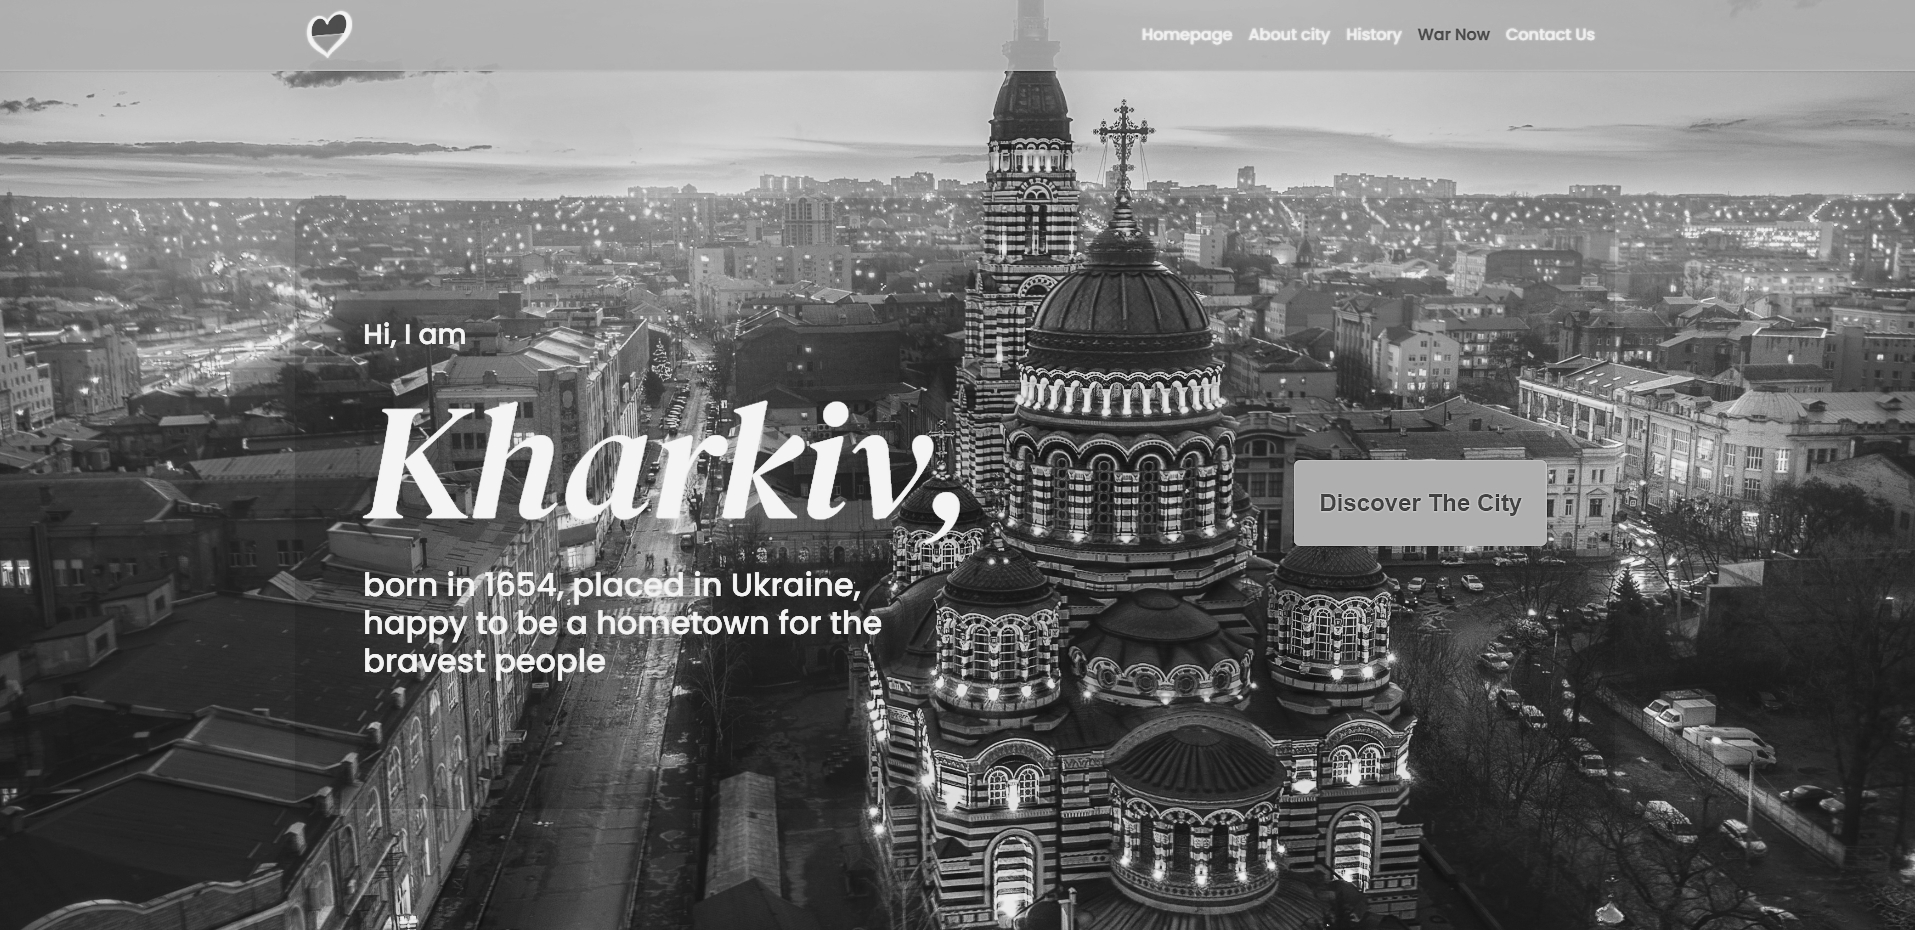 Homepage About city History War Now Contact Us
Hi, I am
Kharkiv,
Discover The City
born in 1654, placed in Ukraine,
happy to be a hometown for the
bravest people